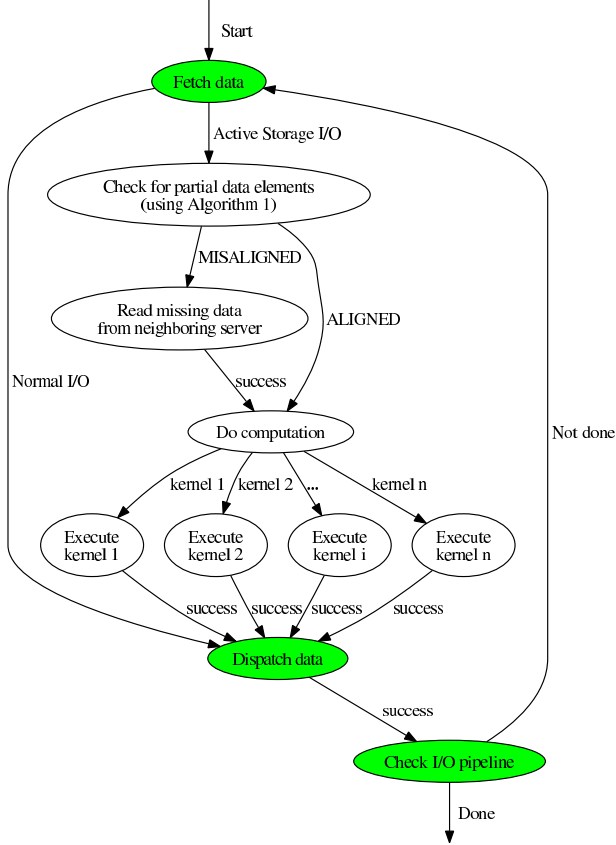 Start
Fetch data
Active Storage I/O
Check for partial data elements
(using Algorithm 1)
MISALIGNED
Read missing data
from neighboring server
ALIGNED
success
Normal I/O
Do computation
Not done
kernel 1
kernel 2
...
kernel n
Execute
kernel 1
Execute
kernel 2
Execute
kernel i
Execute
kernel n
success
success
success
success
Dispatch data
success
Check I/O pipeline
Done